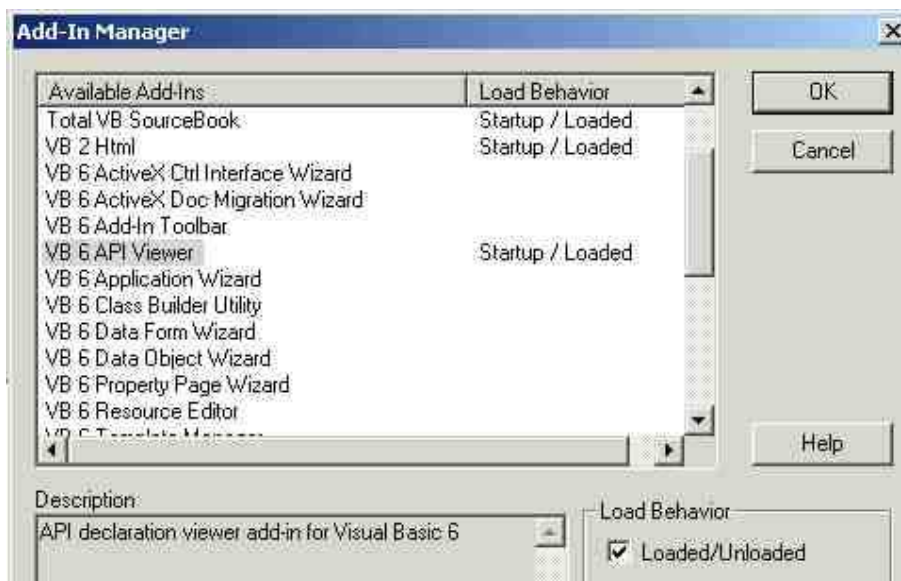 Add-In Manager
Available Add-Ins Load Behavior
Total VB SourceBook Startup / Loaded
VB 2 Html Startup / Loaded
VB 6 ActiveX Ctrl Interface Wizard
VB 6 ActiveX Doc Migration Wizard
VB 6 Add-In Toolbar
VB 6 API Viewer Startup / Loaded
VB 6 Application Wizard
VB 6 Class Builder Utility
VB 6 Data Form Wizard
VB 6 Data Object Wizard
VB 6 Property Page Wizard
VB 6 Resource Editor
VB 6 Template Manager
OK
Cancel
Help
Description
API declaration viewer add-in for Visual Basic 6
Load Behavior
Loaded/Unloaded